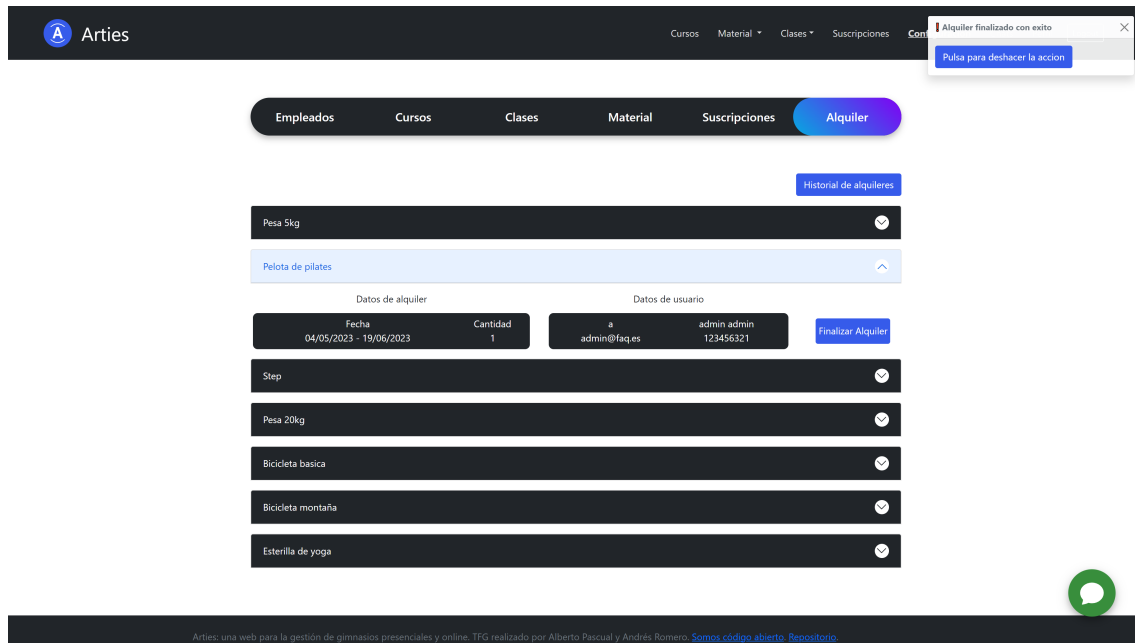 Arties
Cursos Material Clases Suscripciones
Alquiler finalizado con exito
Pulsa para deshacer la accion
Empleados Cursos Clases Material Suscripciones Alquiler
Historial de alquileres
Pesa 5kg
Pelota de pilates
Datos de alquiler Datos de usuario
Fecha Cantidad a admin admin
04/05/2023 - 19/06/2023 1 admin@faq.es 123456321
Finalizar Alquiler
Step
Pesa 20kg
Bicicleta basica
Bicicleta montaña
Esterilla de yoga
Arties: una web para la gestión de gimnasios presenciales y online. TFG realizado por Alberto Pascual y Andrés Romero. Somos código abierto. Repositorio.